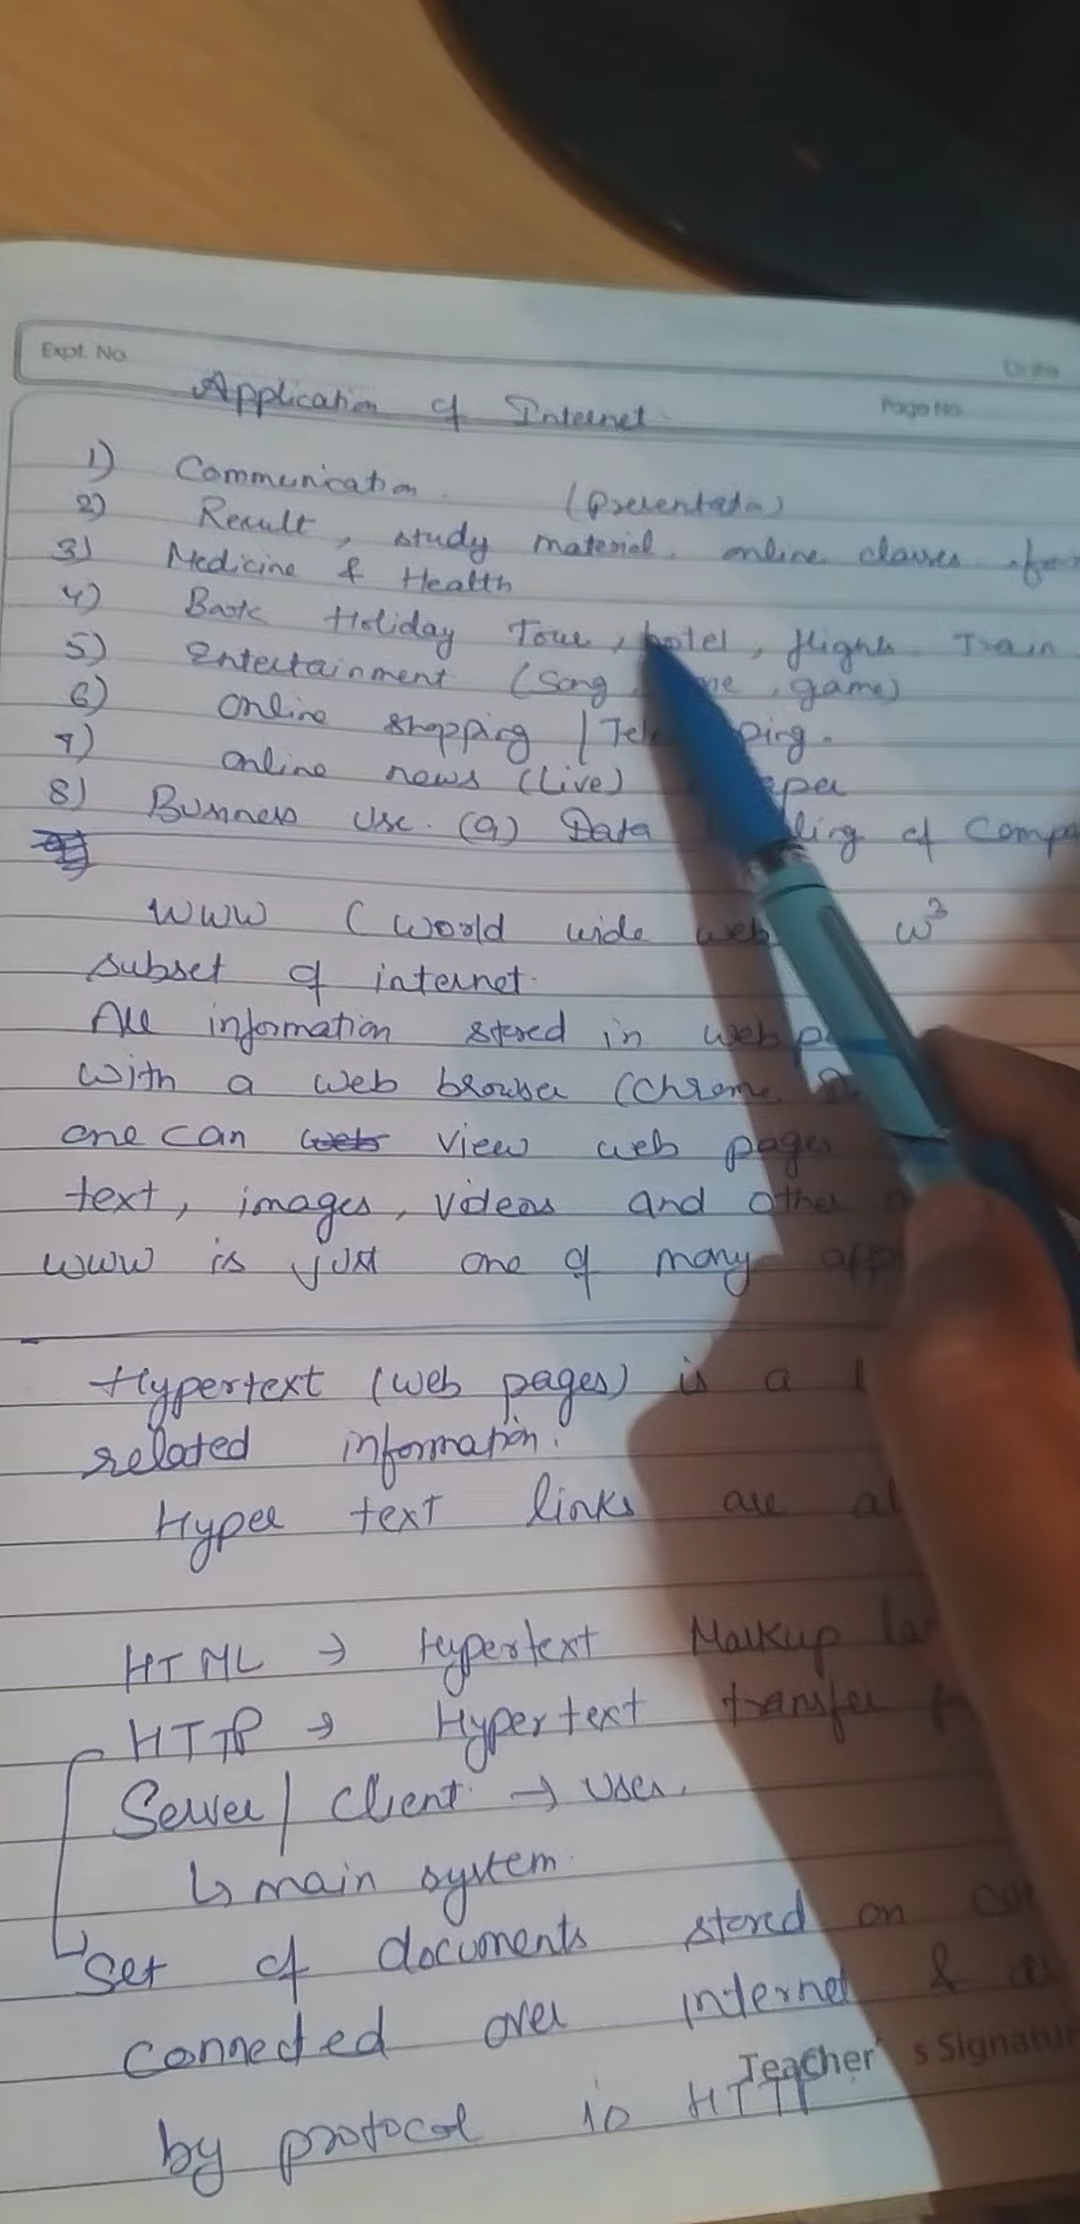 Expt. No.
Date
Page No.
Application of Internet
1) Communication (Presentada)
2) Result, study material, online classes
3) Medicine & Health
4) Book Holiday Tour, hotel, flight Train
5) Entertainment (Song, game)
6) Online shopping /
7) online news (Live)
8) Business Use. (a) Data of
WWW (World wide web w³
subset of internet.
All information stored in web
with a web browser (Chrome
one can view web pages
text, images, videos and other
WWW is just one of many
Hypertext (web pages) is a
related information.
Hyper text links are
HTML → Hypertext Markup
HTTP → Hypertext transfer
Server / Client → User.
↳ main system
Set of documents stored on
connected over internet &
by protocol HTTP
Teacher's Signature